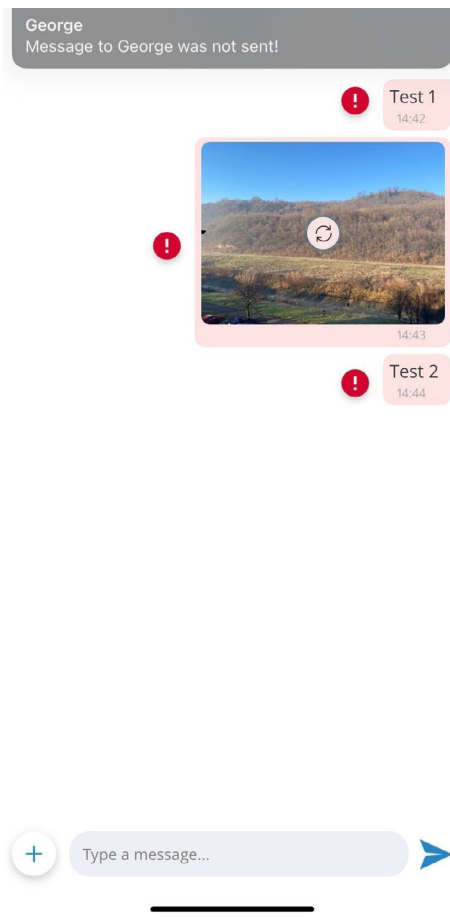 George
Message to George was not sent!
Test 1
14:42
14:43
Test 2
14:44
Type a message...